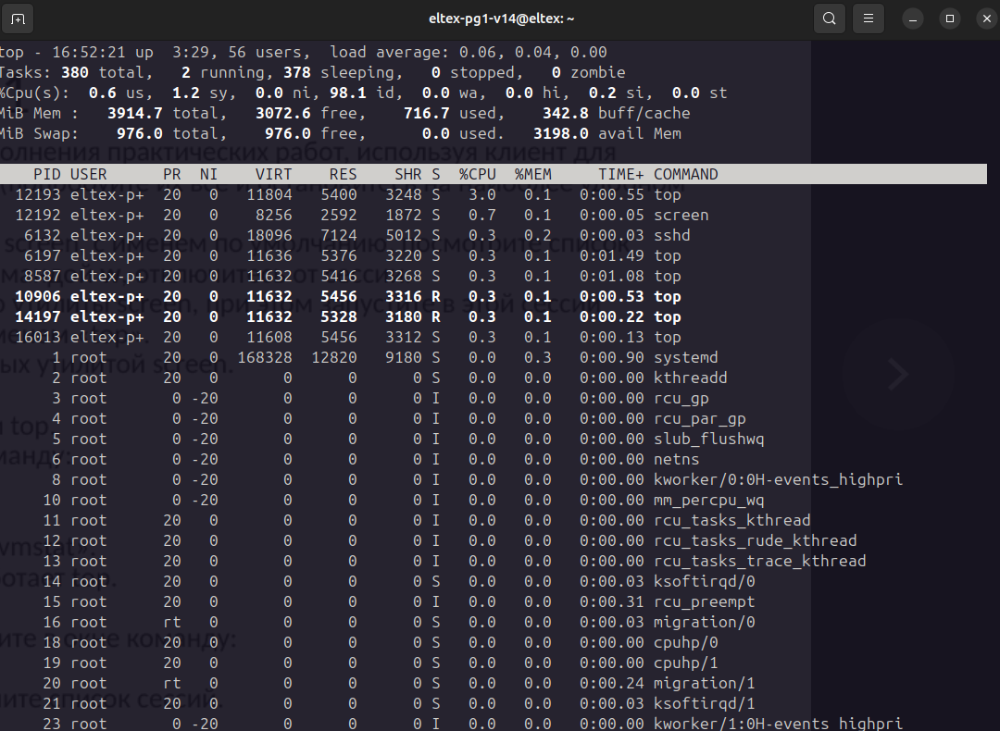 eltex-pg1-v14@eltex: ~
top - 16:52:21 up  3:29, 56 users,  load average: 0.06, 0.04, 0.00
Tasks: 380 total,   2 running, 378 sleeping,   0 stopped,   0 zombie
%Cpu(s):  0.6 us,  1.2 sy,  0.0 ni, 98.1 id,  0.0 wa,  0.0 hi,  0.2 si,  0.0 st
MiB Mem :   3914.7 total,   3072.6 free,    716.7 used,    342.8 buff/cache
MiB Swap:    976.0 total,    976.0 free,      0.0 used.   3198.0 avail Mem
PID USER      PR  NI    VIRT    RES    SHR S  %CPU  %MEM     TIME+ COMMAND
12193 eltex-p+  20   0   11804   5400   3248 S   3.0   0.1   0:00.55 top
12192 eltex-p+  20   0    8256   2592   1872 S   0.7   0.1   0:00.05 screen
6132 eltex-p+  20   0   18096   7124   5012 S   0.3   0.2   0:00.03 sshd
6197 eltex-p+  20   0   11636   5376   3220 S   0.3   0.1   0:01.49 top
8587 eltex-p+  20   0   11632   5416   3268 S   0.3   0.1   0:01.08 top
10906 eltex-p+  20   0   11632   5456   3316 R   0.3   0.1   0:00.53 top
14197 eltex-p+  20   0   11632   5328   3180 R   0.3   0.1   0:00.22 top
16013 eltex-p+  20   0   11608   5456   3312 S   0.3   0.1   0:00.13 top
1 root      20   0  168328  12820   9180 S   0.0   0.3   0:00.90 systemd
2 root      20   0       0      0      0 S   0.0   0.0   0:00.00 kthreadd
3 root       0 -20       0      0      0 I   0.0   0.0   0:00.00 rcu_gp
4 root       0 -20       0      0      0 I   0.0   0.0   0:00.00 rcu_par_gp
5 root       0 -20       0      0      0 I   0.0   0.0   0:00.00 slub_flushwq
6 root       0 -20       0      0      0 I   0.0   0.0   0:00.00 netns
8 root       0 -20       0      0      0 I   0.0   0.0   0:00.00 kworker/0:0H-events_highpri
10 root       0 -20       0      0      0 I   0.0   0.0   0:00.00 mm_percpu_wq
11 root      20   0       0      0      0 I   0.0   0.0   0:00.00 rcu_tasks_kthread
12 root      20   0       0      0      0 I   0.0   0.0   0:00.00 rcu_tasks_rude_kthread
13 root      20   0       0      0      0 I   0.0   0.0   0:00.00 rcu_tasks_trace_kthread
14 root      20   0       0      0      0 S   0.0   0.0   0:00.03 ksoftirqd/0
15 root      20   0       0      0      0 I   0.0   0.0   0:00.31 rcu_preempt
16 root      rt   0       0      0      0 S   0.0   0.0   0:00.03 migration/0
18 root      20   0       0      0      0 S   0.0   0.0   0:00.00 cpuhp/0
19 root      20   0       0      0      0 S   0.0   0.0   0:00.00 cpuhp/1
20 root      rt   0       0      0      0 S   0.0   0.0   0:00.24 migration/1
21 root      20   0       0      0      0 S   0.0   0.0   0:00.03 ksoftirqd/1
23 root       0 -20       0      0      0 I   0.0   0.0   0:00.00 kworker/1:0H-events_highpri